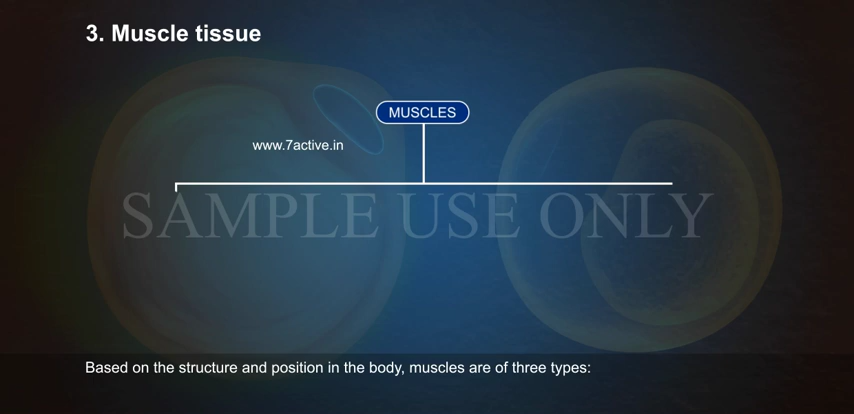 3. Muscle tissue
MUSCLES
www.7active.in
SAMPLE USE ONLY
Based on the structure and position in the body, muscles are of three types: